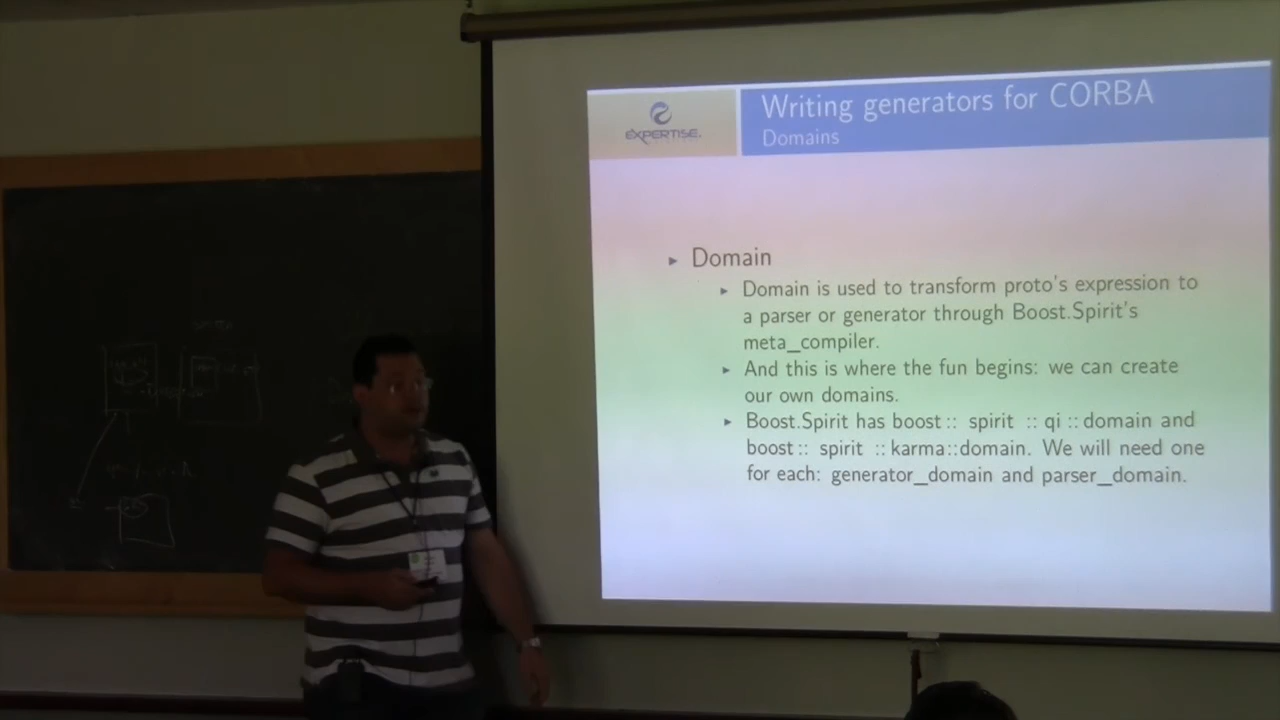 EXPERTISE.
Writing generators for CORBA
Domains
Domain
Domain is used to transform proto's expression to
a parser or generator through Boost.Spirit's
meta_compiler.
And this is where the fun begins: we can create
our own domains.
Boost.Spirit has boost :: spirit :: qi :: domain and
boost :: spirit :: karma::domain. We will need one
for each: generator_domain and parser_domain.